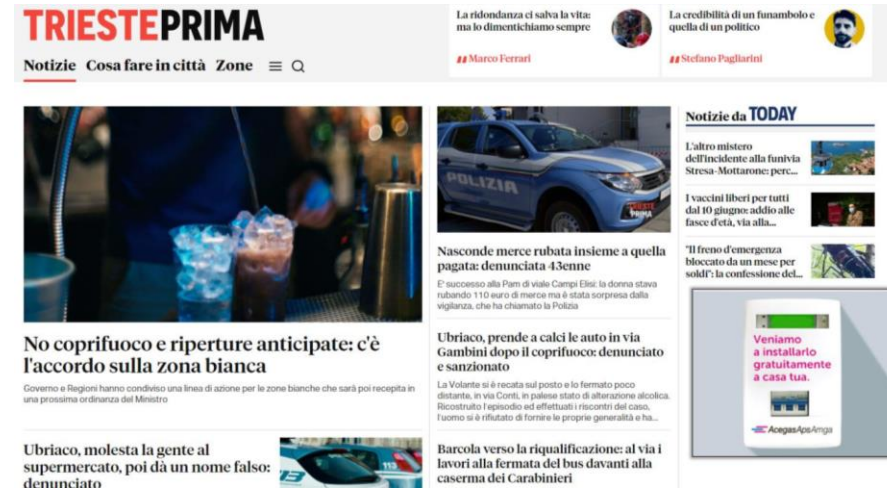 TRIESTEPRIMA
Notizie Cosa fare in città Zone
La ridondanza ci salva la vita:
ma lo dimentichiamo sempre
Marco Ferrari
La credibilità di un funambolo e
quella di un politico
Stefano Pagliarini
No coprifuoco e riperture anticipate: c'è
l'accordo sulla zona bianca
Governo e Regioni hanno condiviso una linea di azione per le zone bianche che sarà poi recepita in
una prossima ordinanza del Ministro
Ubriaco, molesta la gente al
supermercato, poi dà un nome falso:
denunciato
113
POLIZIA
TRIESTE
PRIMA
Nasconde merce rubata insieme a quella
pagata: denunciata 43enne
E' successo alla Pam di viale Campi Elisi: la donna stava
rubando 110 euro di merce ma è stata sorpresa dalla
vigilanza, che ha chiamato la Polizia
Ubriaco, prende a calci le auto in via
Gambini dopo il coprifuoco: denunciato
e sanzionato
La Volante si è recata sul posto e lo fermato poco
distante, in via Conti, in palese stato di alterazione alcolica.
Ricostruito l'episodio ed effettuati i riscontri del caso,
l'uomo si è rifiutato di fornire le proprie generalità e ha...
Barcola verso la riqualificazione: al via i
lavori alla fermata del bus davanti alla
caserma dei Carabinieri
Notizie da TODAY
L'altro mistero
dell'incidente alla funivia
Stresa-Mottarone: perc...
I vaccini liberi per tutti
dal 10 giugno: addio alle
fasce d'età, via alla...
"Il freno d'emergenza
bloccato da un mese per
soldi": la confessione del...
Veniamo
a installarlo
gratuitamente
a casa tua.
AcegasApsAmga